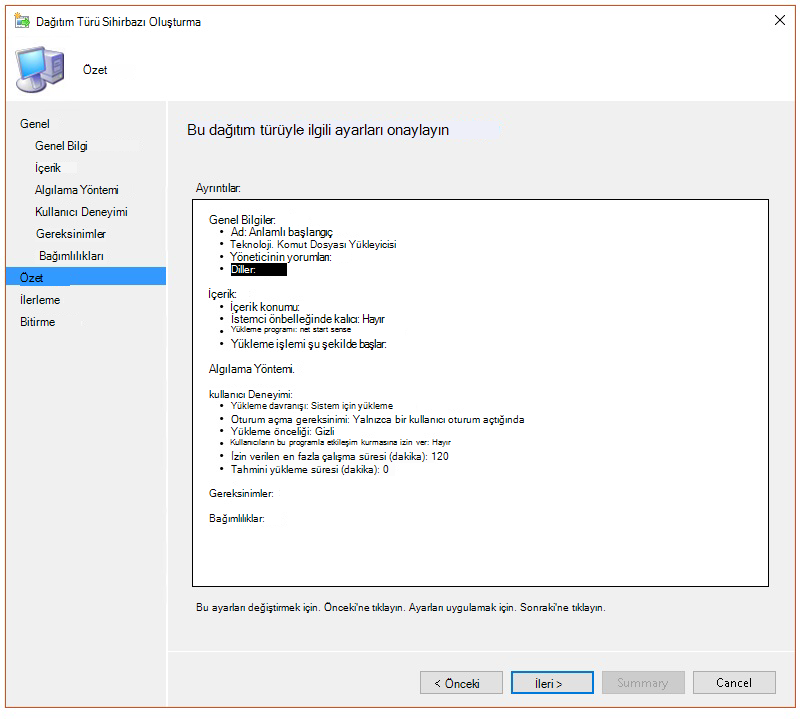 Dağıtım Türü Sihirbazı Oluşturma
Özet
Genel
Genel Bilgi
İçerik
Algılama Yöntemi
Kullanıcı Deneyimi
Gereksinimler
Bağımlılıkları
Özet
İlerleme
Bitirme
Bu dağıtım türüyle ilgili ayarları onaylayın
Ayrıntılar:
Genel Bilgiler:
• Ad: Anlamlı başlangıç
• Teknoloji. Komut Dosyası Yükleyicisi
• Yöneticinin yorumları:
• Diller:
İçerik:
• İçerik konumu:
• İstemci önbelleğinde kalıcı: Hayır
• Yükleme programı: net start sense
• Yükleme işlemi şu şekilde başlar:
Algılama Yöntemi.
kullanıcı Deneyimi:
• Yükleme davranışı: Sistem için yükleme
• Oturum açma gereksinimi: Yalnızca bir kullanıcı oturum açtığında
• Yükleme önceliği: Gizli
• Kullanıcıların bu programla etkileşim kurmasına izin ver: Hayır
• İzin verilen en fazla çalışma süresi (dakika): 120
• Tahmini yükleme süresi (dakika): 0
Gereksinimler:
Bağımlılıklar:
Bu ayarları değiştirmek için. Önceki'ne tıklayın. Ayarları uygulamak için. Sonraki'ne tıklayın.
< Önceki
İleri >
Summary
Cancel